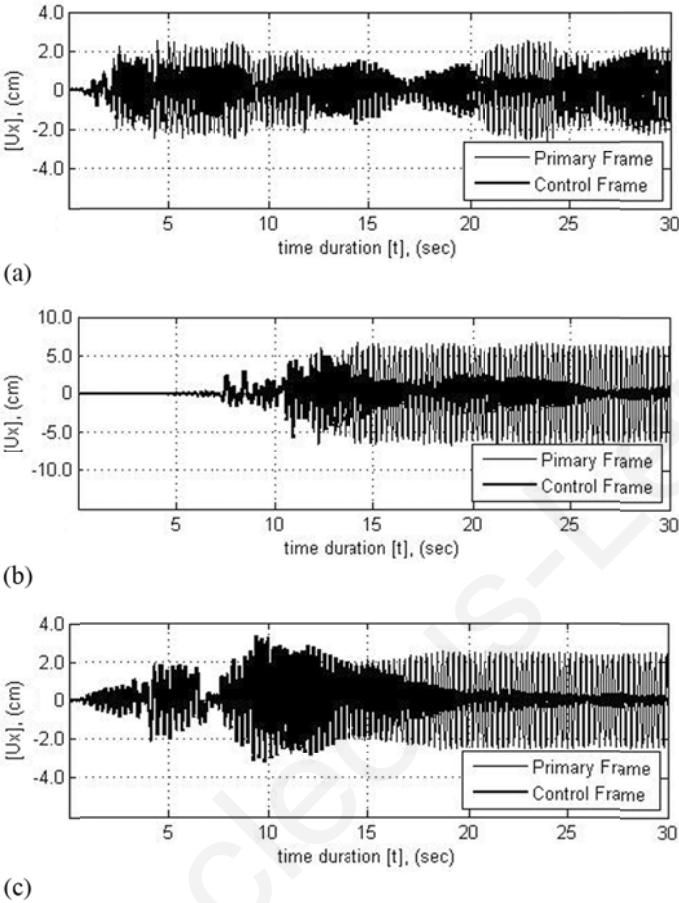 4.0
2.0
0
-2.0
-4.0
[Ux], (cm)
Primary Frame
Control Frame
5 10 15 20 25 30
time duration [t], (sec)
(a)
10.0
5.0
0
-5.0
-10.0
[Ux], (cm)
Pimary Frame
Control Frame
5 10 15 20 25 30
time duration [t], (sec)
(b)
4.0
2.0
0
-2.0
-4.0
[Ux], (cm)
Primary Frame
Control Frame
5 10 15 20 25 30
time duration [t], (sec)
(c)